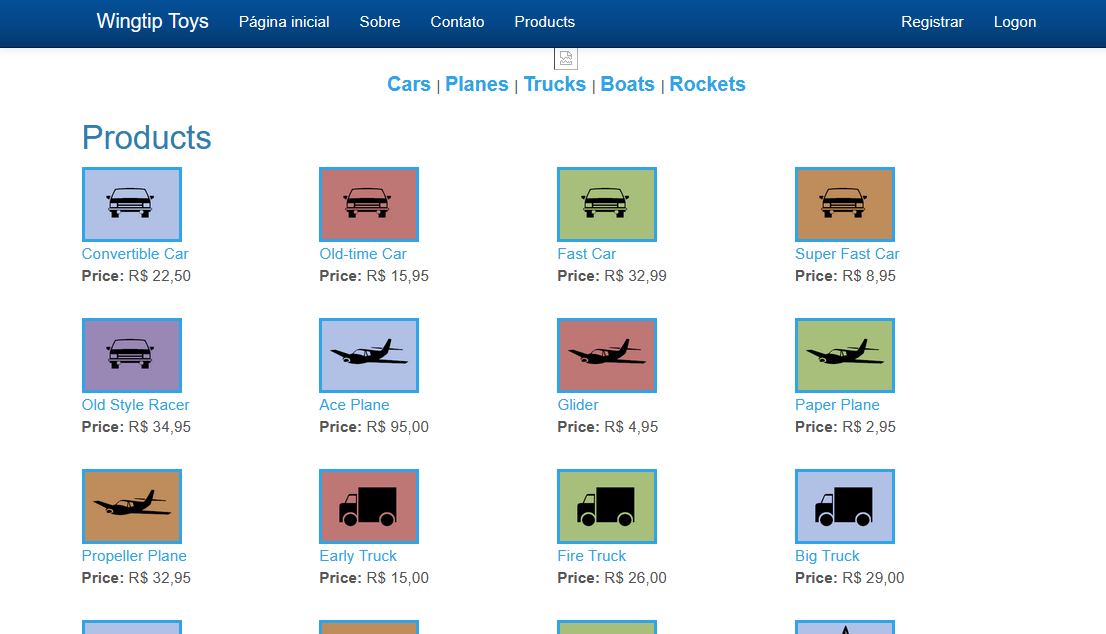 Wingtip Toys Página inicial Sobre Contato Products Registrar Logon
Cars | Planes | Trucks | Boats | Rockets
Products
Convertible Car Old-time Car Fast Car Super Fast Car
Price: R$ 22,50 Price: R$ 15,95 Price: R$ 32,99 Price: R$ 8,95
Old Style Racer Ace Plane Glider Paper Plane
Price: R$ 34,95 Price: R$ 95,00 Price: R$ 4,95 Price: R$ 2,95
Propeller Plane Early Truck Fire Truck Big Truck
Price: R$ 32,95 Price: R$ 15,00 Price: R$ 26,00 Price: R$ 29,00